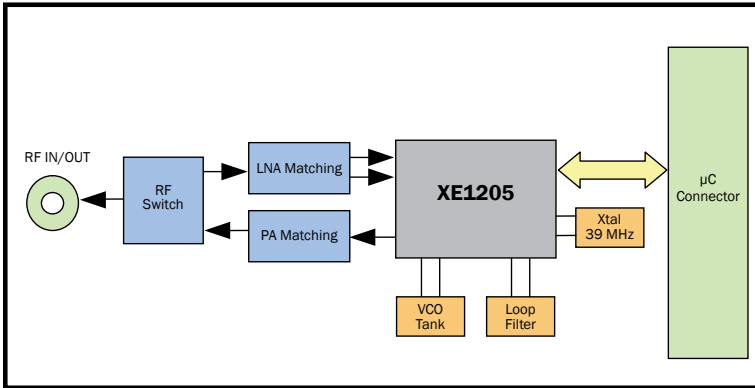 RF IN/OUT
RF
Switch
LNA Matching
PA Matching
XE1205
VCO
Tank
Loop
Filter
Xtal
39 MHz
µC
Connector